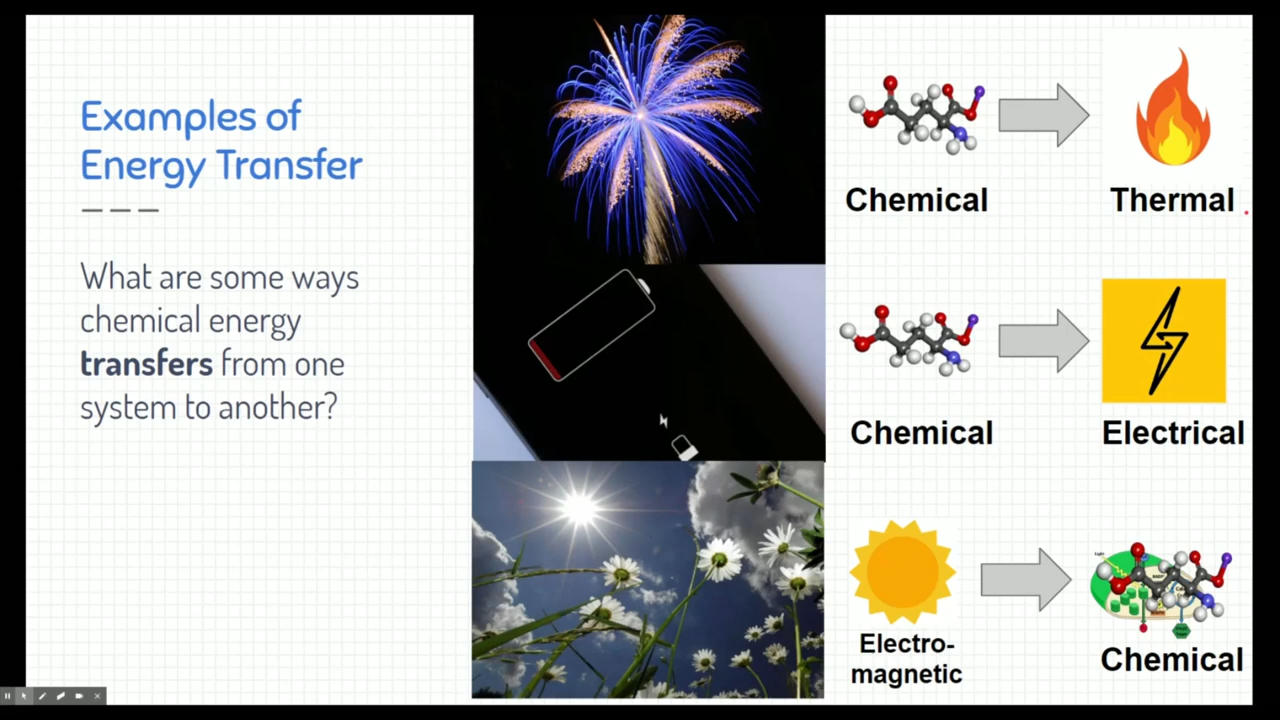 Examples of
Energy Transfer
What are some ways
chemical energy
transfers from one
system to another?
Chemical
Thermal
Chemical
Electrical
Electro-
magnetic
Light
Chemical